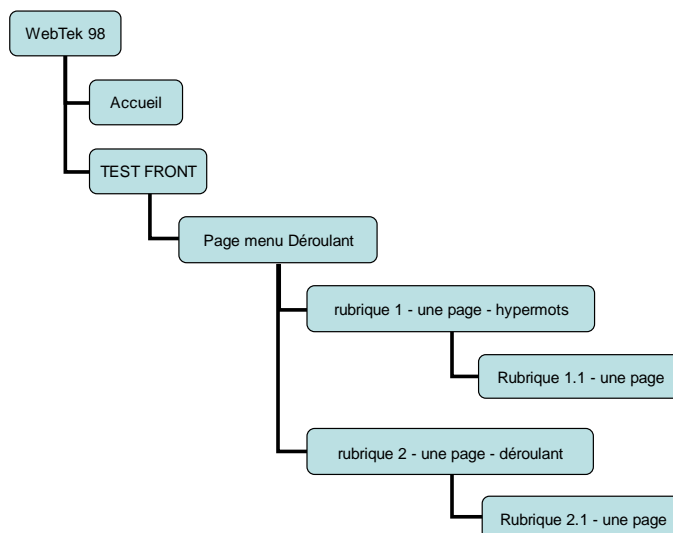 WebTek 98
Accueil
TEST FRONT
Page menu Déroulant
rubrique 1 - une page - hypermots
Rubrique 1.1 - une page
rubrique 2 - une page - déroulant
Rubrique 2.1 - une page